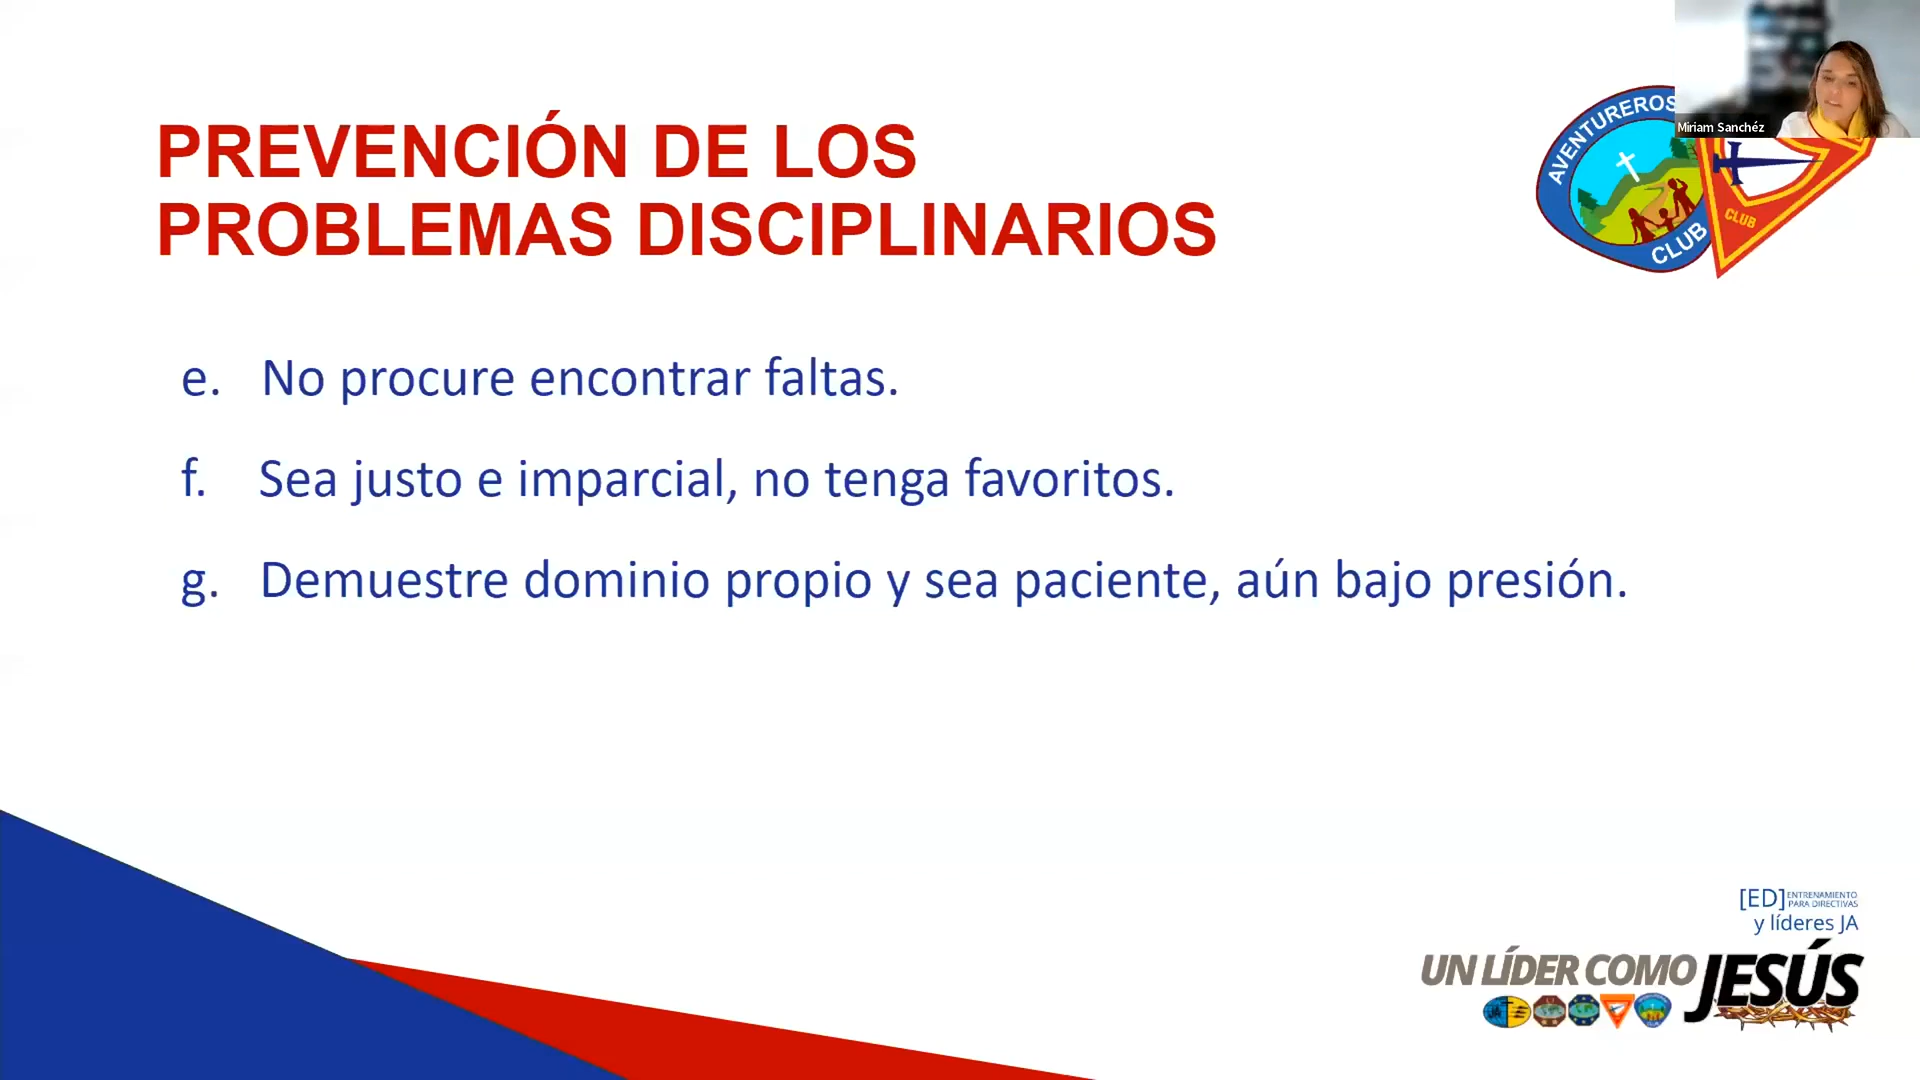 PREVENCIÓN DE LOS
PROBLEMAS DISCIPLINARIOS
AVENTUREROS
CLUB
CLUB
Miriam Sanchéz
e. No procure encontrar faltas.
f. Sea justo e imparcial, no tenga favoritos.
g. Demuestre dominio propio y sea paciente, aún bajo presión.
[ED] ENTRENAMIENTO
PARA DIRECTIVAS
y líderes JA
UN LÍDER COMO JESÚS